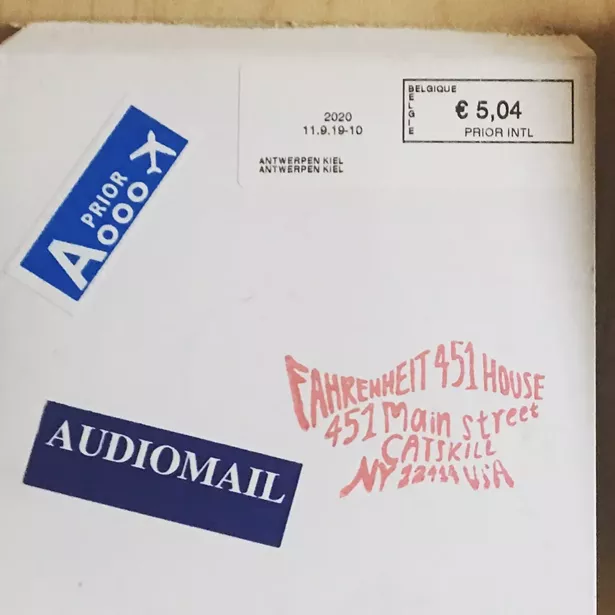 BELGIQUE
BELGIE
€ 5,04
PRIOR INTL
2020
11.9.19-10
ANTWERPEN KIEL
ANTWERPEN KIEL
PRIOR
A
AUDIOMAIL
FAHRENHEIT 451 HOUSE
451 Main street
CATSKILL
NY USA